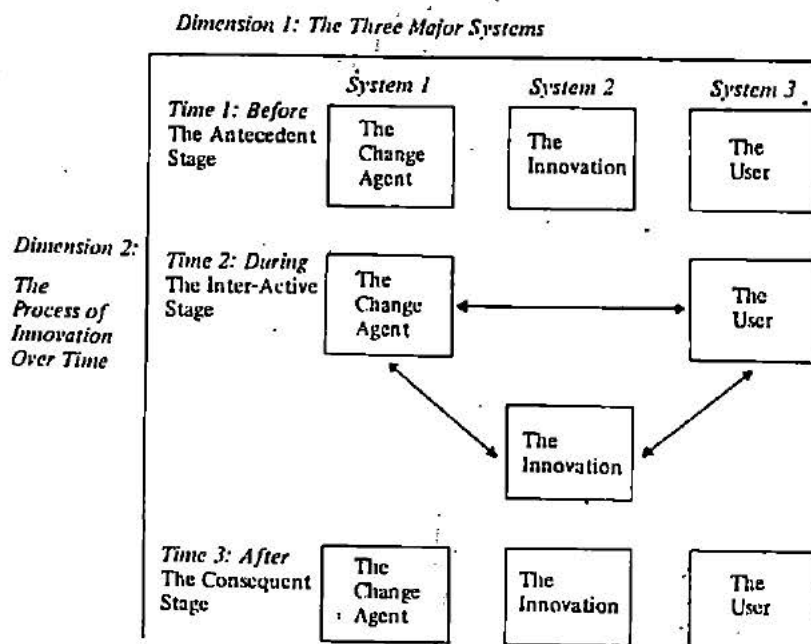 Dimension 1: The Three Major Systems
System 1
System 2
System 3
Time 1: Before
The Antecedent
Stage
The
Change
Agent
The
Innovation
The
User
Dimension 2:
The
Process of
Innovation
Over Time
Time 2: During
The Inter-Active
Stage
The
Change
Agent
The
User
The
Innovation
Time 3: After
The Consequent
Stage
The
Change
Agent
The
Innovation
The
User